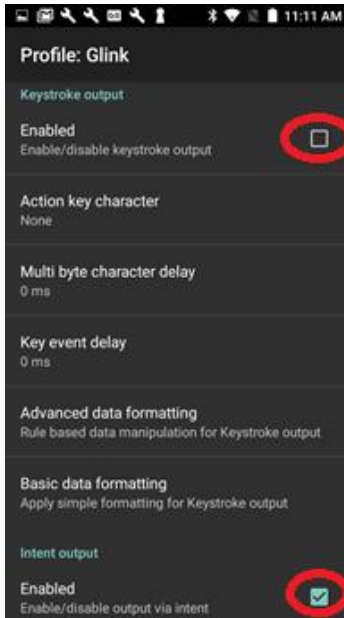 11:11 AM
Profile: Glink
Keystroke output
Enabled
Enable/disable keystroke output
Action key character
None
Multi byte character delay
0 ms
Key event delay
0 ms
Advanced data formatting
Rule based data manipulation for Keystroke output
Basic data formatting
Apply simple formatting for Keystroke output
Intent output
Enabled
Enable/disable output via intent